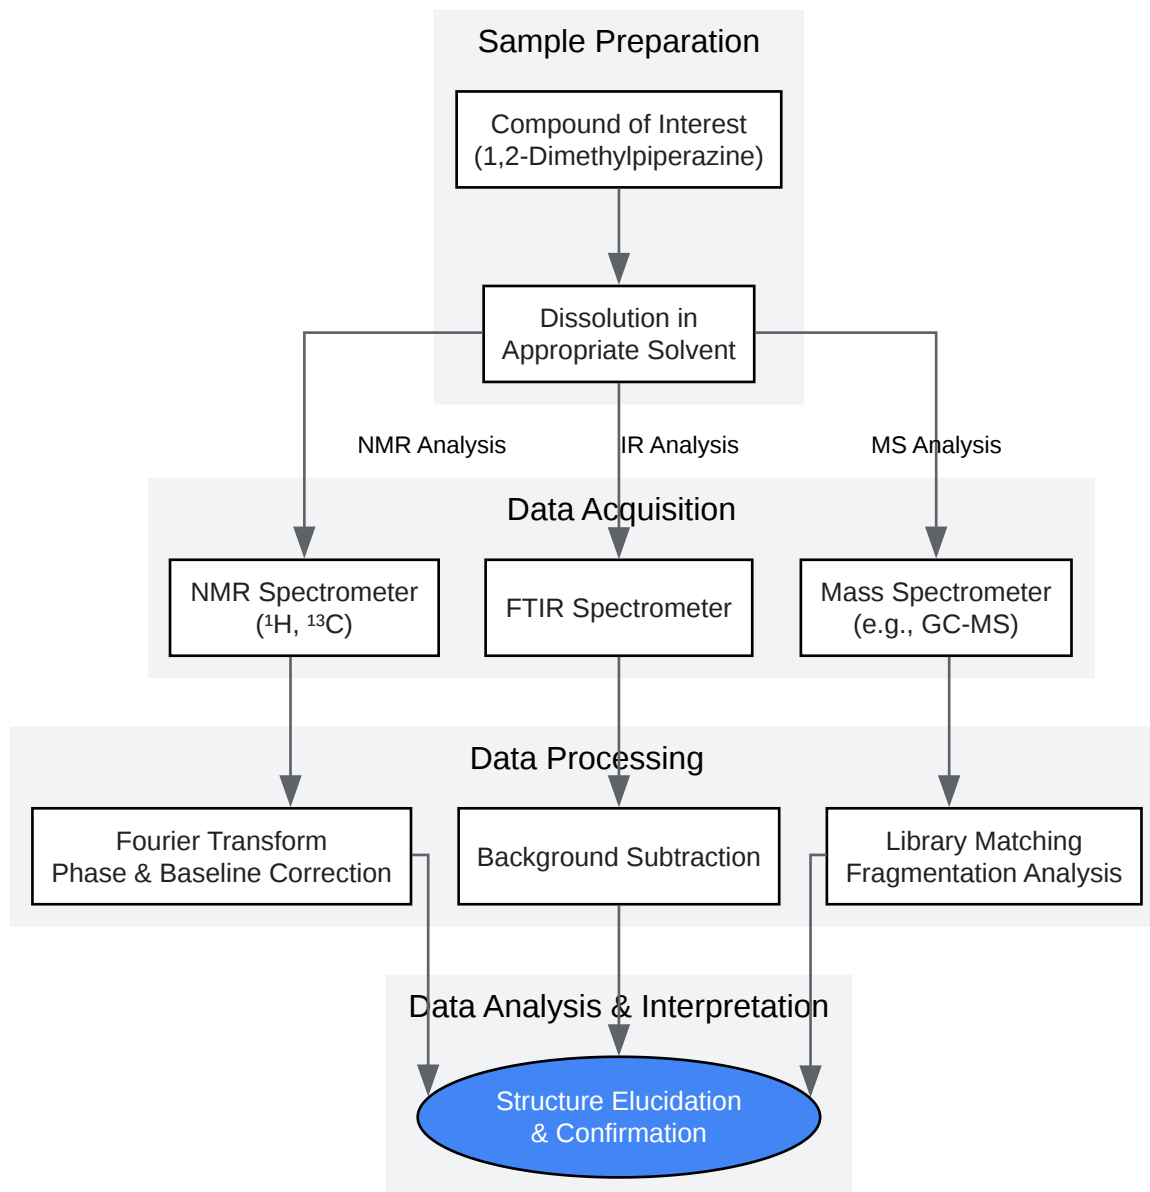 Sample Preparation
Compound of Interest
(1,2-Dimethylpiperazine)
Dissolution in
Appropriate Solvent
NMR Analysis
IR Analysis
MS Analysis
Data Acquisition
NMR Spectrometer
(¹H, ¹³C)
FTIR Spectrometer
Mass Spectrometer
(e.g., GC-MS)
Data Processing
Fourier Transform
Phase & Baseline Correction
Background Subtraction
Library Matching
Fragmentation Analysis
Data Analysis & Interpretation
Structure Elucidation
& Confirmation